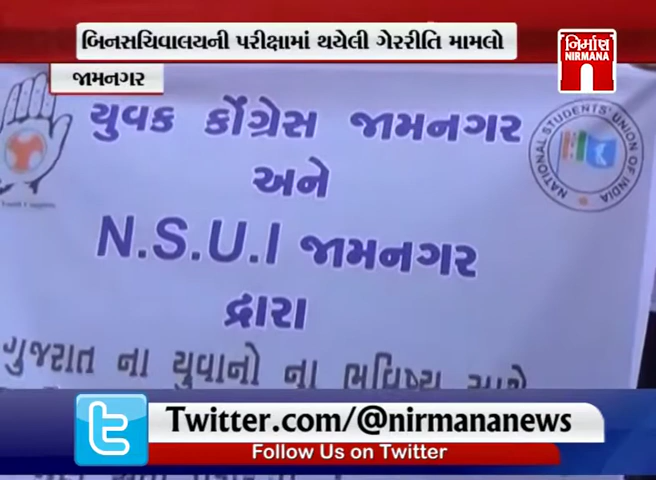 બિનસચિવાલયની પરીક્ષામાં થયેલી ગેરરીતિ મામલો
નિર્માણ
NIRMANA
જામનગર
યુવક કોંગ્રેસ જામનગર
NATIONAL STUDENTS' UNION OF INDIA
અને
N.S.U.I જામનગર
દ્વારા
ગુજરાત ના યુવાનો ના ભવિષ્ય સાથે
Twitter.com/@nirmananews
Follow Us on Twitter